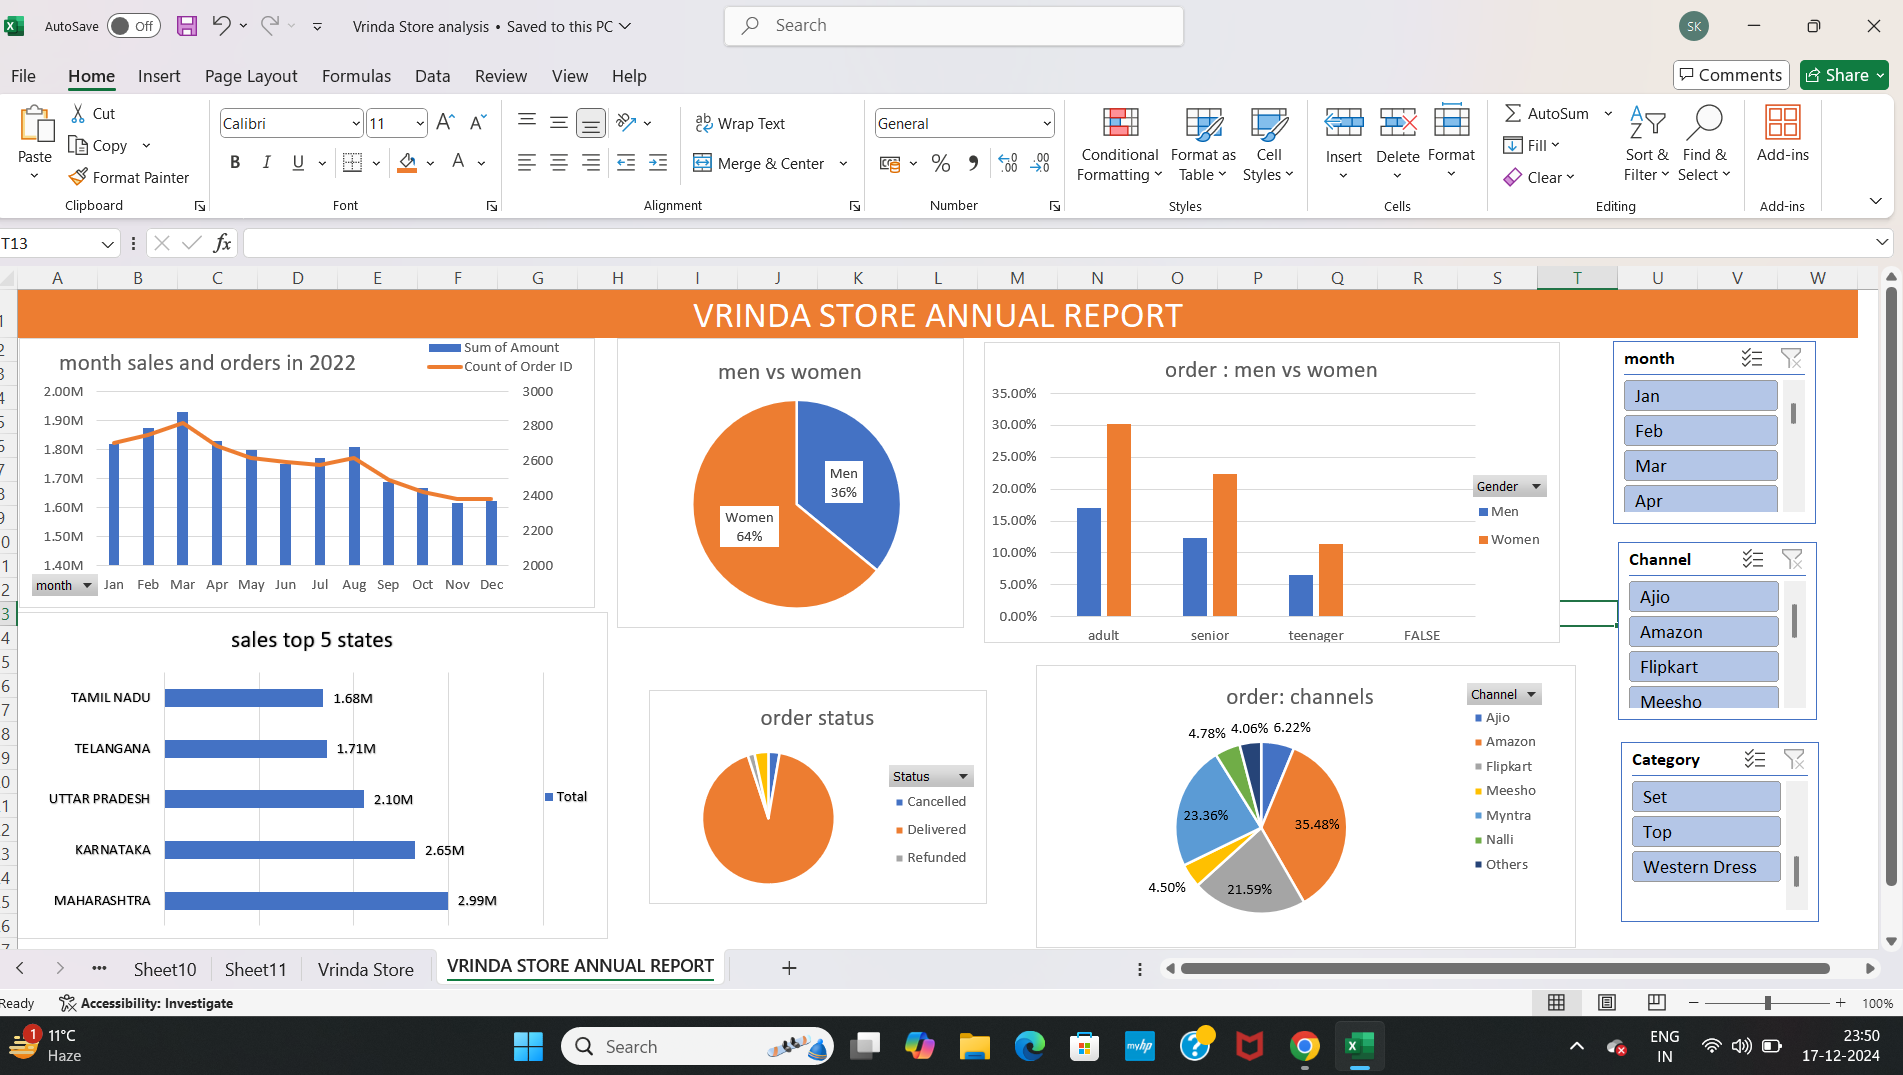 AutoSave Off Vrinda Store analysis • Saved to this PC Search SK
File Home Insert Page Layout Formulas Data Review View Help Comments Share
Paste Cut Copy Format Painter Clipboard
Calibri 11 B I U A Font
Wrap Text Merge & Center Alignment
General % Number
Conditional Formatting Format as Table Cell Styles Styles
Insert Delete Format Cells
AutoSum Fill Clear Sort & Filter Find & Select Editing
Add-ins Add-ins
T13 fx
A B C D E F G H I J K L M N O P Q R S T U V W
VRINDA STORE ANNUAL REPORT
month sales and orders in 2022
Sum of Amount
Count of Order ID
2.00M 3000
1.90M 2800
1.80M 2600
1.70M
1.60M 2400
1.50M 2200
1.40M 2000
month Jan Feb Mar Apr May Jun Jul Aug Sep Oct Nov Dec
men vs women
Men
36%
Women
64%
order : men vs women
35.00%
30.00%
25.00%
20.00%
15.00%
10.00%
5.00%
0.00%
adult senior teenager FALSE
Gender
Men
Women
month
Jan
Feb
Mar
Apr
Channel
Ajio
Amazon
Flipkart
Meesho
Category
Set
Top
Western Dress
sales top 5 states
TAMIL NADU 1.68M
TELANGANA 1.71M
UTTAR PRADESH 2.10M
KARNATAKA 2.65M
MAHARASHTRA 2.99M
Total
order status
Status
Cancelled
Delivered
Refunded
order: channels
4.78% 4.06% 6.22%
23.36% 35.48%
4.50% 21.59%
Channel
Ajio
Amazon
Flipkart
Meesho
Myntra
Nalli
Others
Sheet10 Sheet11 Vrinda Store VRINDA STORE ANNUAL REPORT
Ready Accessibility: Investigate 100%
1 11°C
Haze
Search
myhp
ENG
IN
23:50
17-12-2024